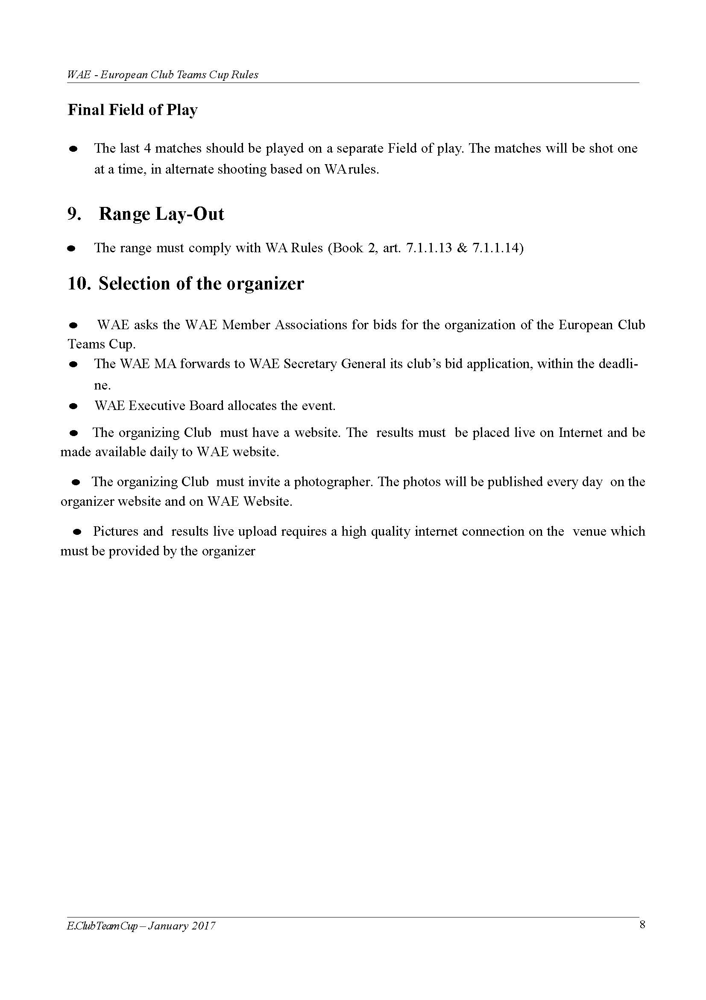 WAE - European Club Teams Cup Rules
Final Field of Play
● The last 4 matches should be played on a separate Field of play. The matches will be shot one
at a time, in alternate shooting based on WA rules.
9. Range Lay-Out
● The range must comply with WA Rules (Book 2, art. 7.1.1.13 & 7.1.1.14)
10. Selection of the organizer
● WAE asks the WAE Member Associations for bids for the organization of the European Club
Teams Cup.
● The WAE MA forwards to WAE Secretary General its club’s bid application, within the deadli-
ne.
● WAE Executive Board allocates the event.
● The organizing Club must have a website. The results must be placed live on Internet and be
made available daily to WAE website.
● The organizing Club must invite a photographer. The photos will be published every day on the
organizer website and on WAE Website.
● Pictures and results live upload requires a high quality internet connection on the venue which
must be provided by the organizer
E.Club Team Cup – January 2017
8